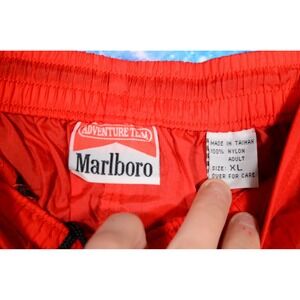 ADVENTURE TEAM
Marlboro
MADE IN TAIWAN
100% NYLON
ADULT
SIZE: XL
OVER FOR CARE